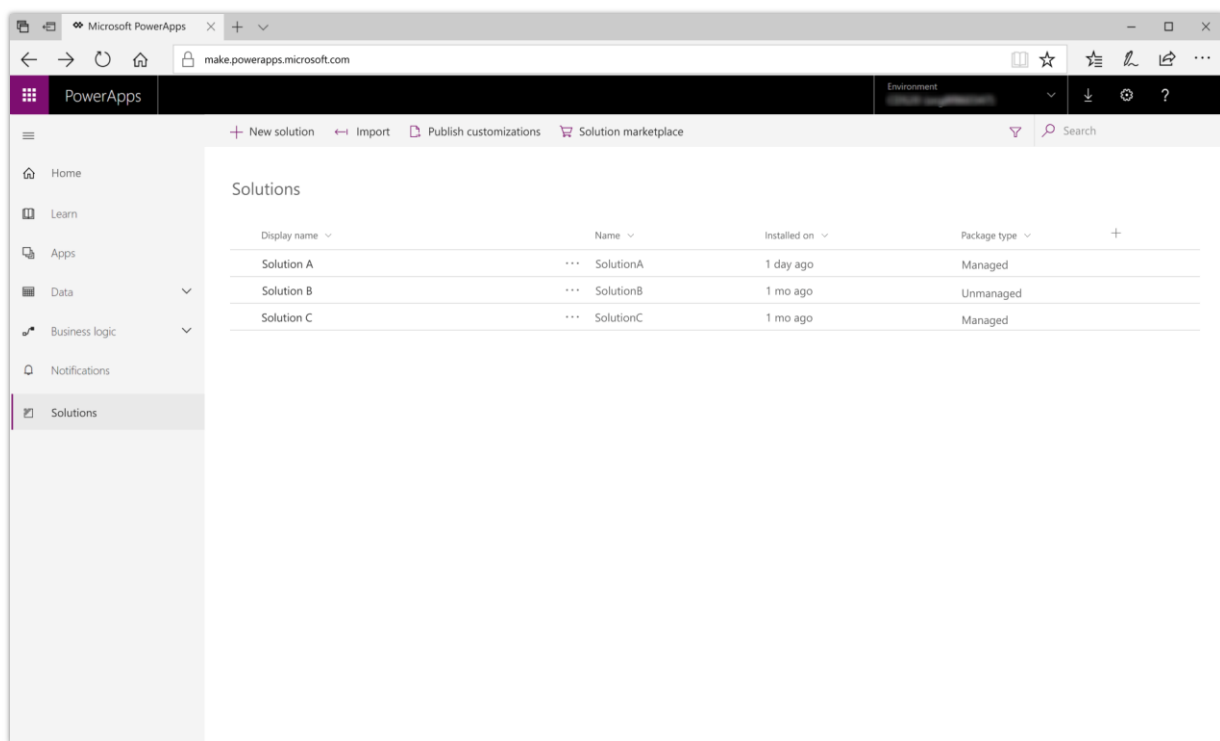 Microsoft PowerApps
make.powerapps.microsoft.com
PowerApps
Environment
?
New solution Import Publish customizations Solution marketplace Search
Home
Learn
Apps
Data
Business logic
Notifications
Solutions
Solutions
Display name Name Installed on Package type
Solution A ... SolutionA 1 day ago Managed
Solution B ... SolutionB 1 mo ago Unmanaged
Solution C ... SolutionC 1 mo ago Managed